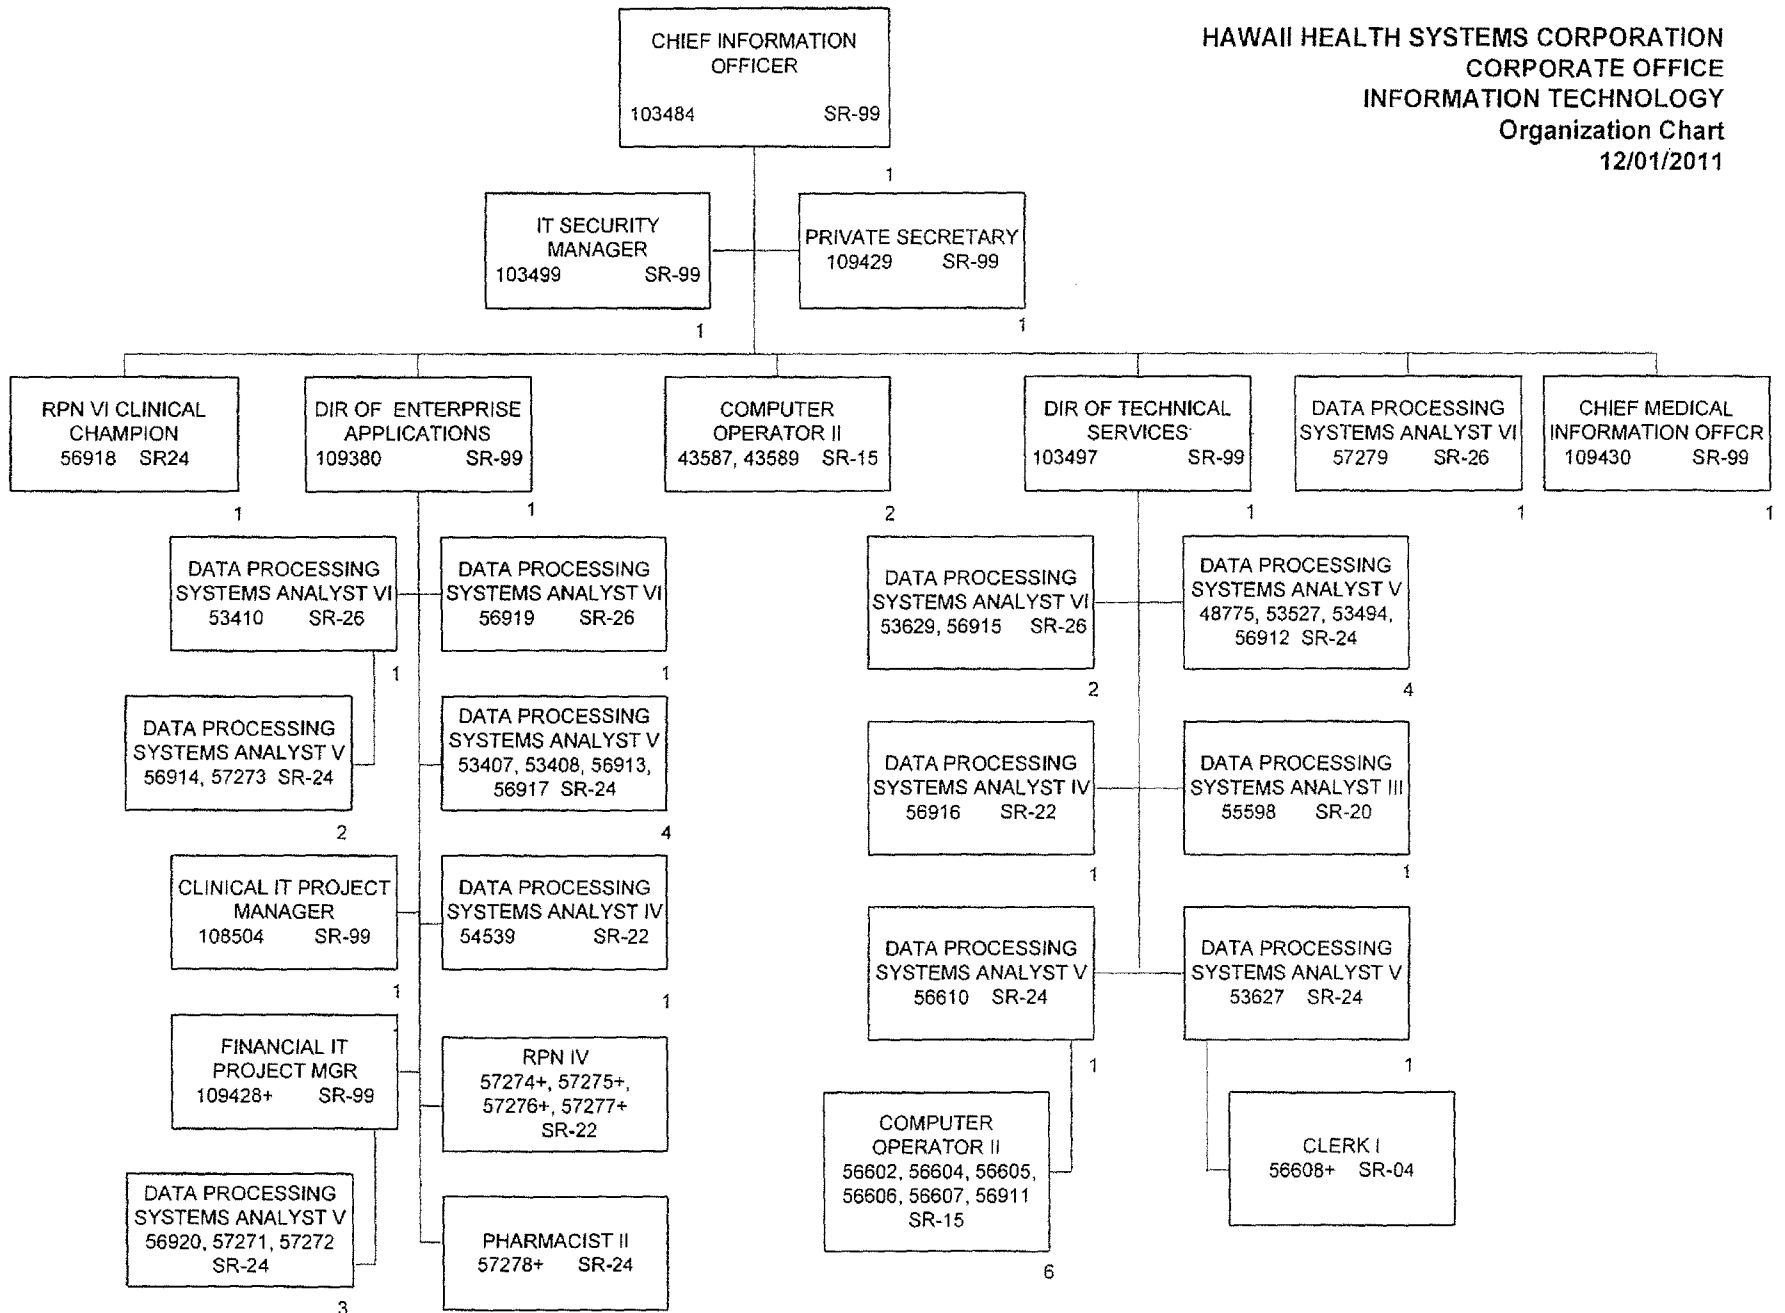 HAWAII HEALTH SYSTEMS CORPORATION
CORPORATE OFFICE
INFORMATION TECHNOLOGY
Organization Chart
12/01/2011
CHIEF INFORMATION
OFFICER
103484 SR-99
1
IT SECURITY
MANAGER
103499 SR-99
1
PRIVATE SECRETARY
109429 SR-99
1
RPN VI CLINICAL
CHAMPION
56918 SR24
1
DIR OF ENTERPRISE
APPLICATIONS
109380 SR-99
1
COMPUTER
OPERATOR II
43587, 43589 SR-15
2
DIR OF TECHNICAL
SERVICES
103497 SR-99
1
DATA PROCESSING
SYSTEMS ANALYST VI
57279 SR-26
1
CHIEF MEDICAL
INFORMATION OFFCR
109430 SR-99
1
DATA PROCESSING
SYSTEMS ANALYST VI
53410 SR-26
1
DATA PROCESSING
SYSTEMS ANALYST VI
56919 SR-26
1
DATA PROCESSING
SYSTEMS ANALYST V
56914, 57273 SR-24
2
DATA PROCESSING
SYSTEMS ANALYST V
53407, 53408, 56913,
56917 SR-24
4
CLINICAL IT PROJECT
MANAGER
108504 SR-99
1
DATA PROCESSING
SYSTEMS ANALYST IV
54539 SR-22
1
FINANCIAL IT
PROJECT MGR
109428+ SR-99
RPN IV
57274+, 57275+,
57276+, 57277+
SR-22
DATA PROCESSING
SYSTEMS ANALYST V
56920, 57271, 57272
SR-24
3
PHARMACIST II
57278+ SR-24
DATA PROCESSING
SYSTEMS ANALYST VI
53629, 56915 SR-26
2
DATA PROCESSING
SYSTEMS ANALYST V
48775, 53527, 53494,
56912 SR-24
4
DATA PROCESSING
SYSTEMS ANALYST IV
56916 SR-22
1
DATA PROCESSING
SYSTEMS ANALYST III
55598 SR-20
1
DATA PROCESSING
SYSTEMS ANALYST V
56610 SR-24
1
DATA PROCESSING
SYSTEMS ANALYST V
53627 SR-24
1
COMPUTER
OPERATOR II
56602, 56604, 56605,
56606, 56607, 56911
SR-15
6
CLERK I
56608+ SR-04